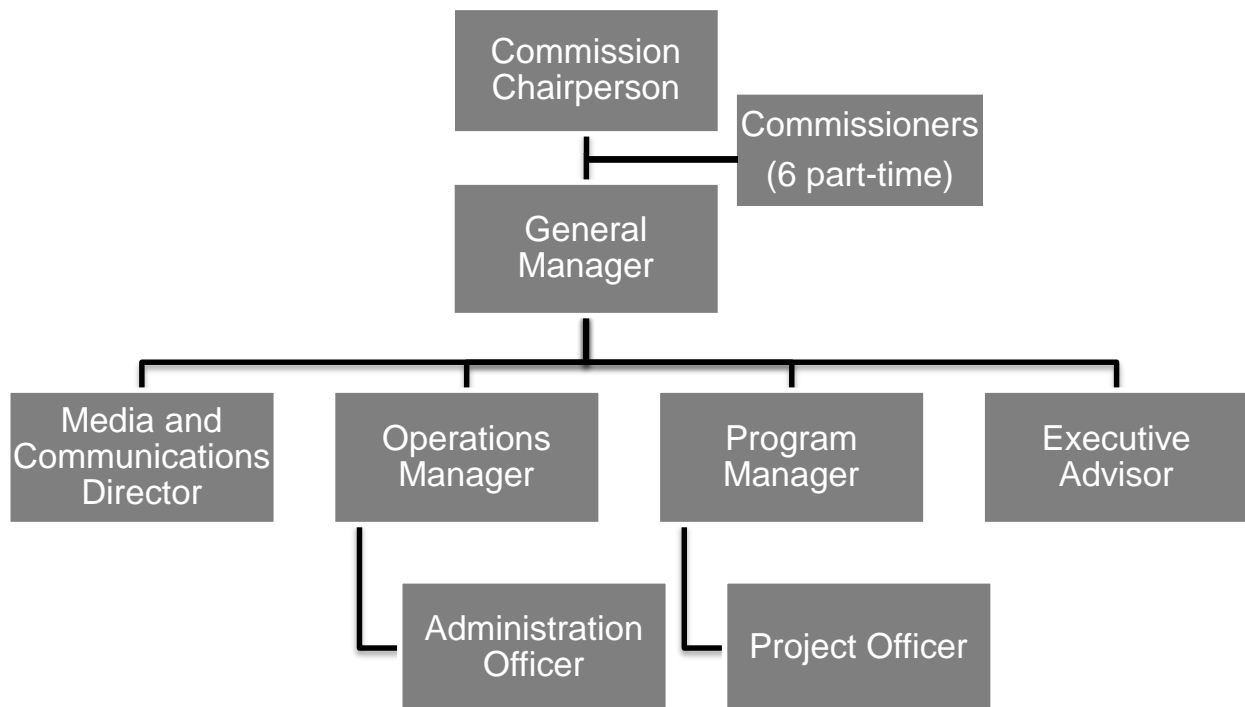 Commission
Chairperson
Commissioners
(6 part-time)
General
Manager
Media and
Communications
Director
Operations
Manager
Program
Manager
Executive
Advisor
Administration
Officer
Project Officer